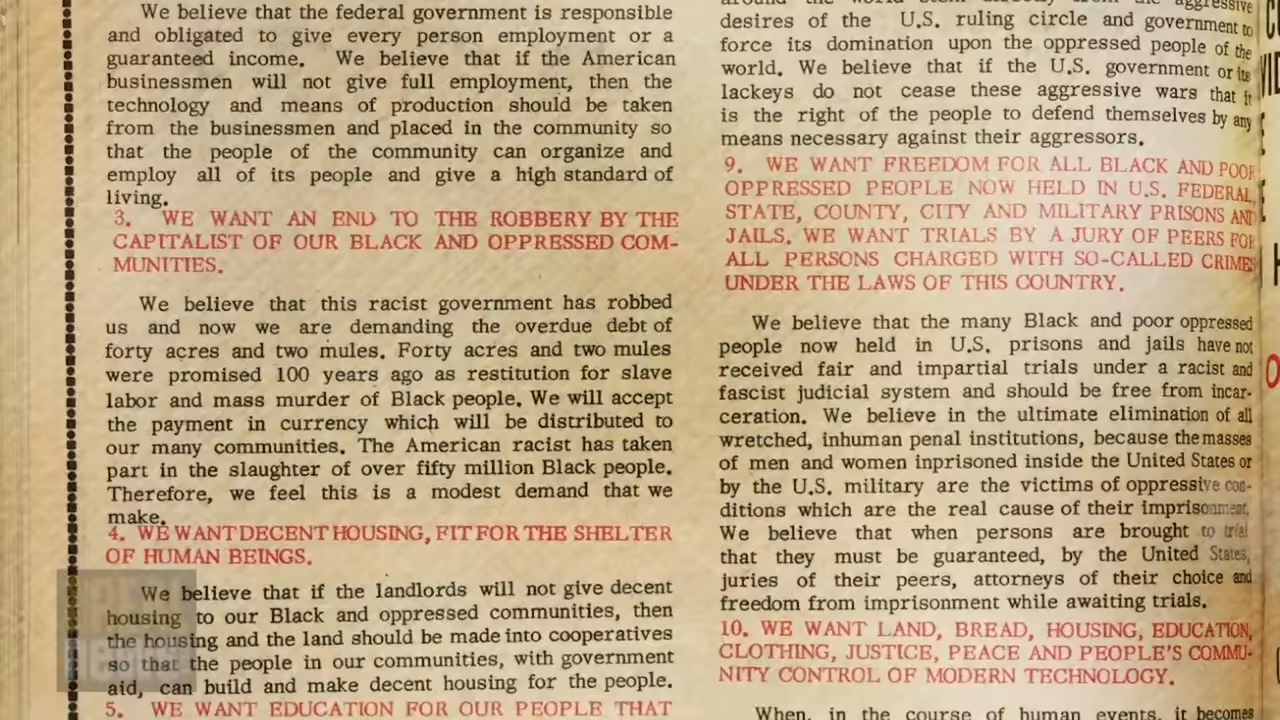 We believe that the federal government is responsible
and obligated to give every person employment or a
guaranteed income. We believe that if the American
businessmen will not give full employment, then the
technology and means of production should be taken
from the businessmen and placed in the community so
that the people of the community can organize and
employ all of its people and give a high standard of
living.
3. WE WANT AN END TO THE ROBBERY BY THE
CAPITALIST OF OUR BLACK AND OPPRESSED COM-
MUNITIES.
We believe that this racist government has robbed
us and now we are demanding the overdue debt of
forty acres and two mules. Forty acres and two mules
were promised 100 years ago as restitution for slave
labor and mass murder of Black people. We will accept
the payment in currency which will be distributed to
our many communities. The American racist has taken
part in the slaughter of over fifty million Black people.
Therefore, we feel this is a modest demand that we
make.
4. WE WANT DECENT HOUSING, FIT FOR THE SHELTER
OF HUMAN BEINGS.
We believe that if the landlords will not give decent
housing to our Black and oppressed communities, then
the housing and the land should be made into cooperatives
so that the people in our communities, with government
aid, can build and make decent housing for the people.
5. WE WANT EDUCATION FOR OUR PEOPLE THAT
around the world stem directly from the aggressive
desires of the U.S. ruling circle and government to
force its domination upon the oppressed people of the
world. We believe that if the U.S. government or its
lackeys do not cease these aggressive wars that it
is the right of the people to defend themselves by any
means necessary against their aggressors.
9. WE WANT FREEDOM FOR ALL BLACK AND POOR
OPPRESSED PEOPLE NOW HELD IN U.S. FEDERAL,
STATE, COUNTY, CITY AND MILITARY PRISONS AND
JAILS. WE WANT TRIALS BY A JURY OF PEERS FOR
ALL PERSONS CHARGED WITH SO-CALLED CRIMES
UNDER THE LAWS OF THIS COUNTRY.
We believe that the many Black and poor oppressed
people now held in U.S. prisons and jails have not
received fair and impartial trials under a racist and
fascist judicial system and should be free from incar-
ceration. We believe in the ultimate elimination of all
wretched, inhuman penal institutions, because the masses
of men and women inprisoned inside the United States or
by the U.S. military are the victims of oppressive con-
ditions which are the real cause of their imprisonment.
We believe that when persons are brought to trial
that they must be guaranteed, by the United States,
juries of their peers, attorneys of their choice and
freedom from imprisonment while awaiting trials.
10. WE WANT LAND, BREAD, HOUSING, EDUCATION,
CLOTHING, JUSTICE, PEACE AND PEOPLE'S COMMU-
NITY CONTROL OF MODERN TECHNOLOGY.
When, in the course of human events, it becomes